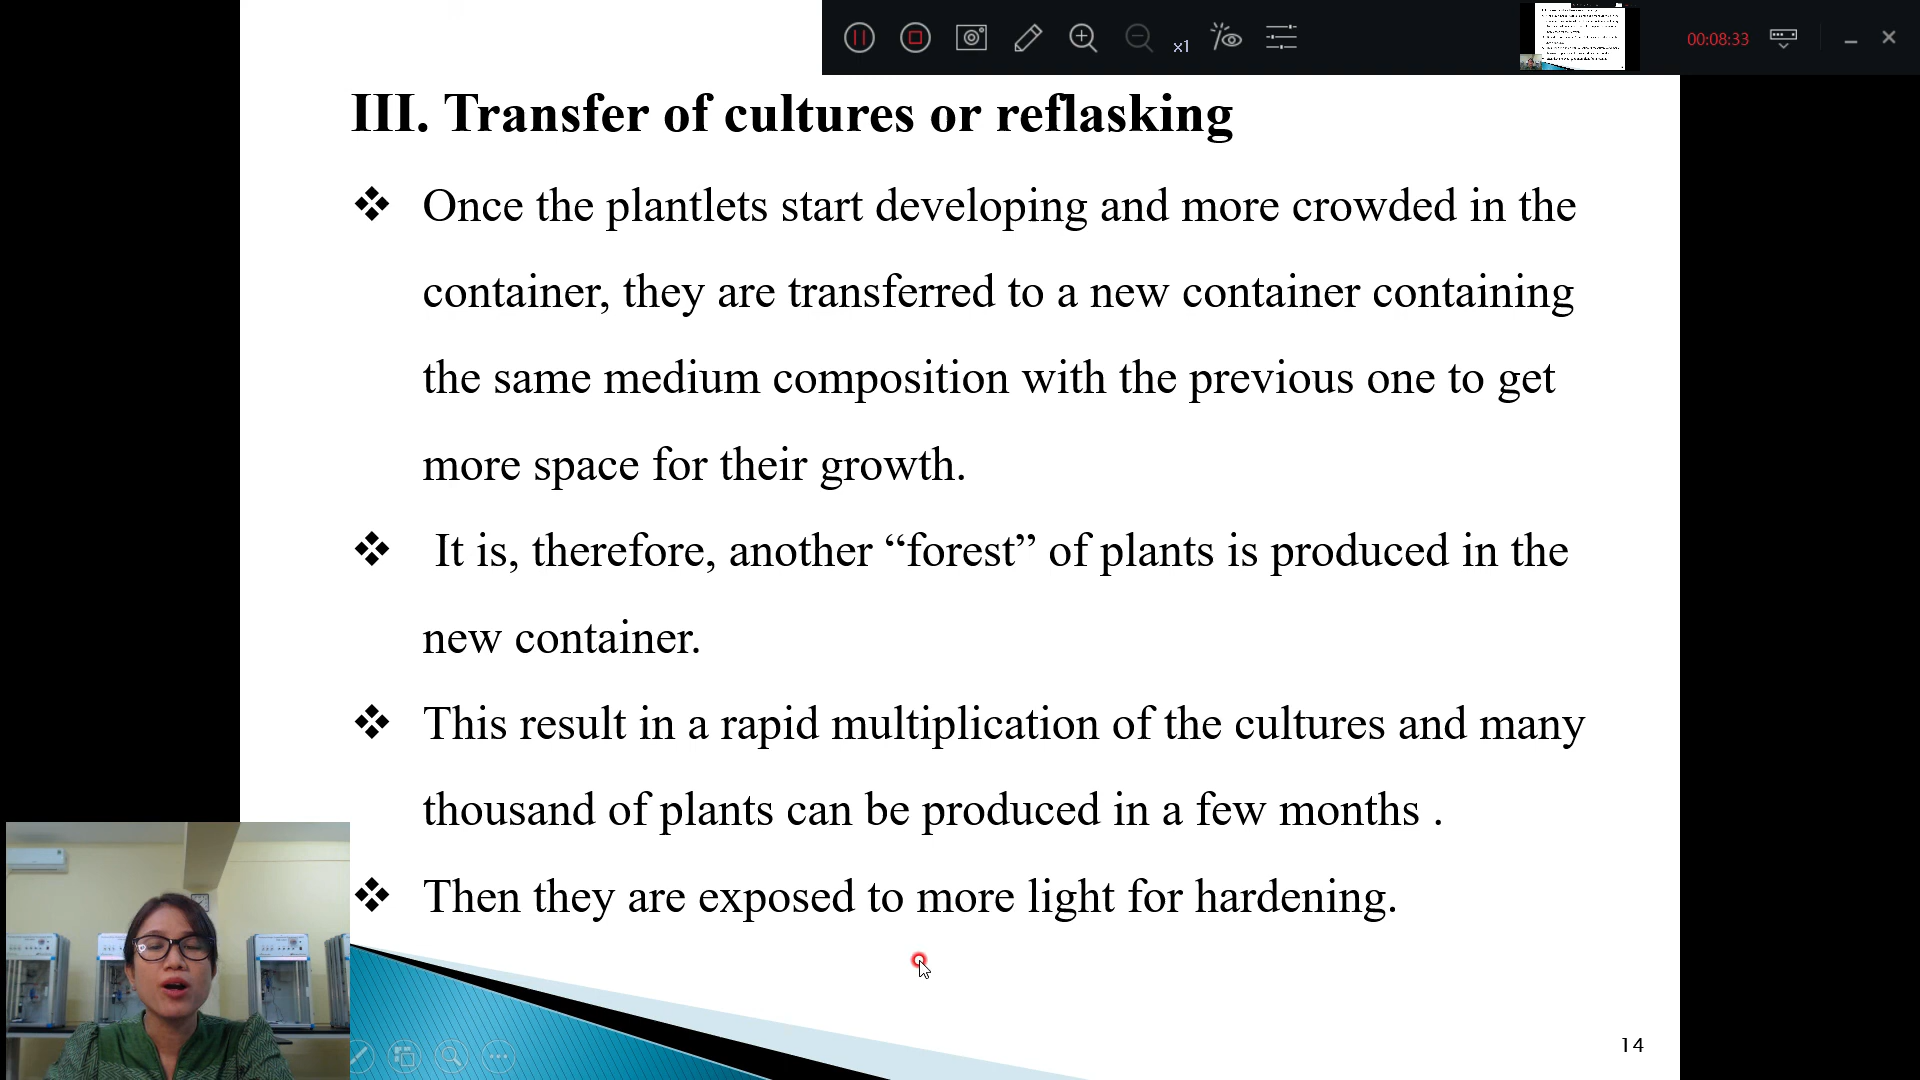 x1
00:08:33
III. Transfer of cultures or reflasking
❖ Once the plantlets start developing and more crowded in the
container, they are transferred to a new container containing
the same medium composition with the previous one to get
more space for their growth.
❖ It is, therefore, another “forest” of plants is produced in the
new container.
❖ This result in a rapid multiplication of the cultures and many
thousand of plants can be produced in a few months .
❖ Then they are exposed to more light for hardening.
14